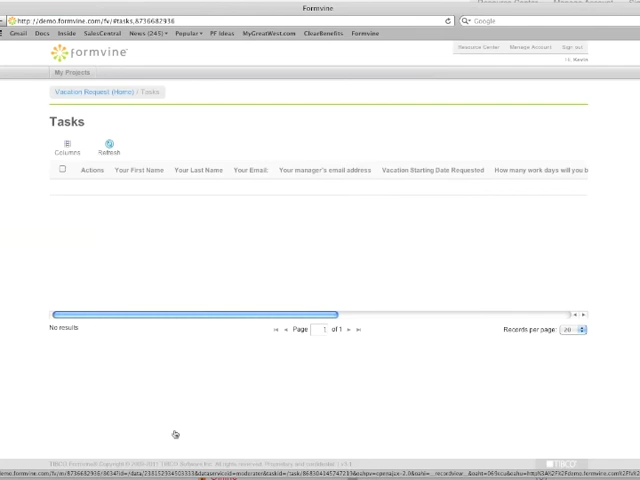 Formvine
http://demo.formvine.com/fv/#tasks,8736682936
Google
Gmail Docs Inside SalesCentral News (245) Popular PF Ideas MyGreatWest.com ClearBenefits Formvine
formvine
Resource Center Manage Account Sign out
My Projects
Vacation Request (Home) / Tasks
Tasks
Columns Refresh
Actions Your First Name Your Last Name Your Email: Your manager's email address Vacation Starting Date Requested How many work days will you b
No results
Page 1 of 1
Records per page: 20